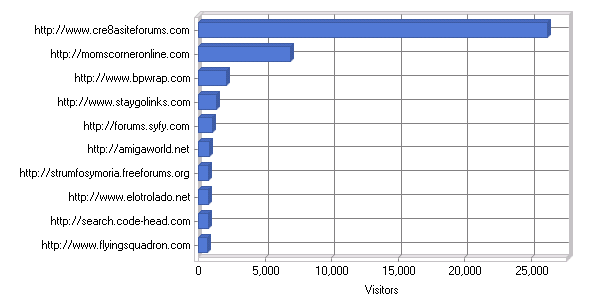 http://www.cre8asiteforums.com
http://momscorneronline.com
http://www.bpwrap.com
http://www.staygolinks.com
http://forums.syfy.com
http://amigaworld.net
http://strumfosymoria.freeforums.org
http://www.elotrolado.net
http://search.code-head.com
http://www.flyingsquadron.com
0 5,000 10,000 15,000 20,000 25,000
Visitors